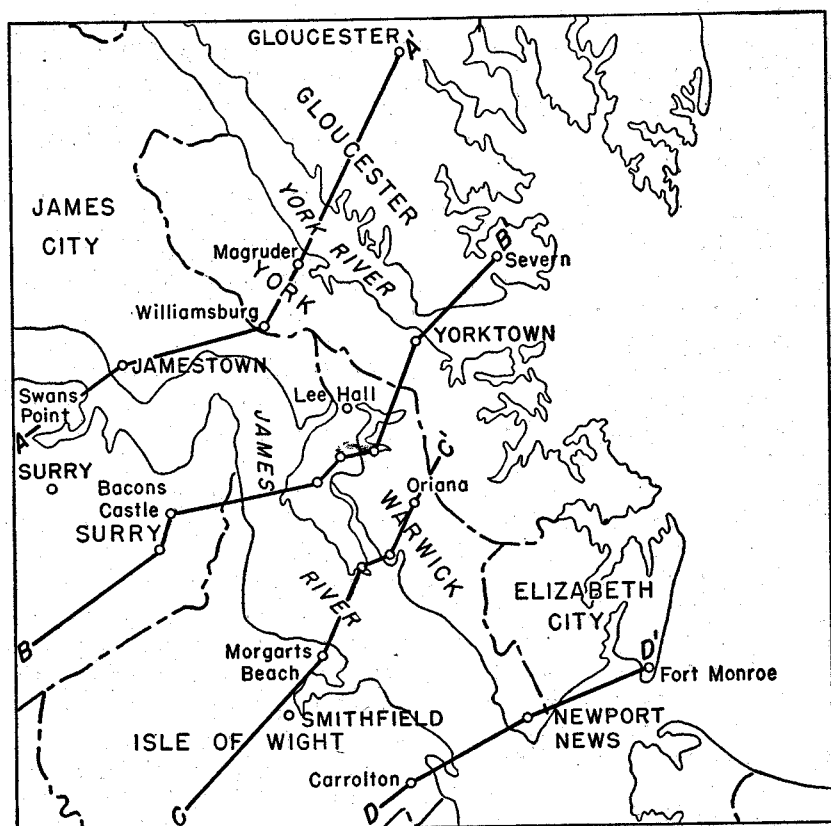 GLOUCESTER
A'
GLOUCESTER
JAMES
CITY
YORK RIVER
Magruder
YORK
B'
Severn
Williamsburg
YORKTOWN
JAMESTOWN
Swans
Point
Lee Hall
A
JAMES
C'
SURRY
Bacons
Castle
Oriana
SURRY
WARWICK
RIVER
ELIZABETH
CITY
B
D'
Morgarts
Beach
Fort Monroe
SMITHFIELD
NEWPORT
NEWS
ISLE OF WIGHT
Carrolton
C
D